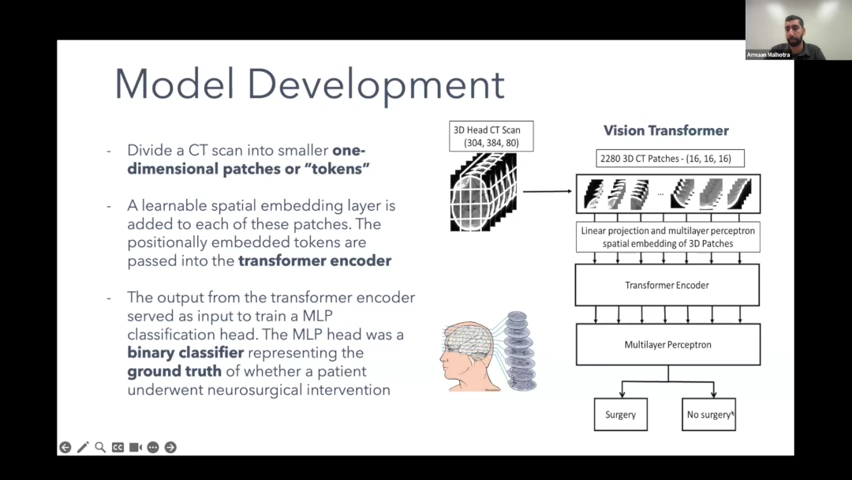 Armaan Malhotra
Model Development
- Divide a CT scan into smaller one-
dimensional patches or "tokens"
- A learnable spatial embedding layer is
added to each of these patches. The
positionally embedded tokens are
passed into the transformer encoder
- The output from the transformer encoder
served as input to train a MLP
classification head. The MLP head was a
binary classifier representing the
ground truth of whether a patient
underwent neurosurgical intervention
3D Head CT Scan
(304, 384, 80)
Vision Transformer
2280 3D CT Patches - (16, 16, 16)
...
Linear projection and multilayer perceptron
spatial embedding of 3D Patches
Transformer Encoder
Multilayer Perceptron
Surgery
No surgery
CC